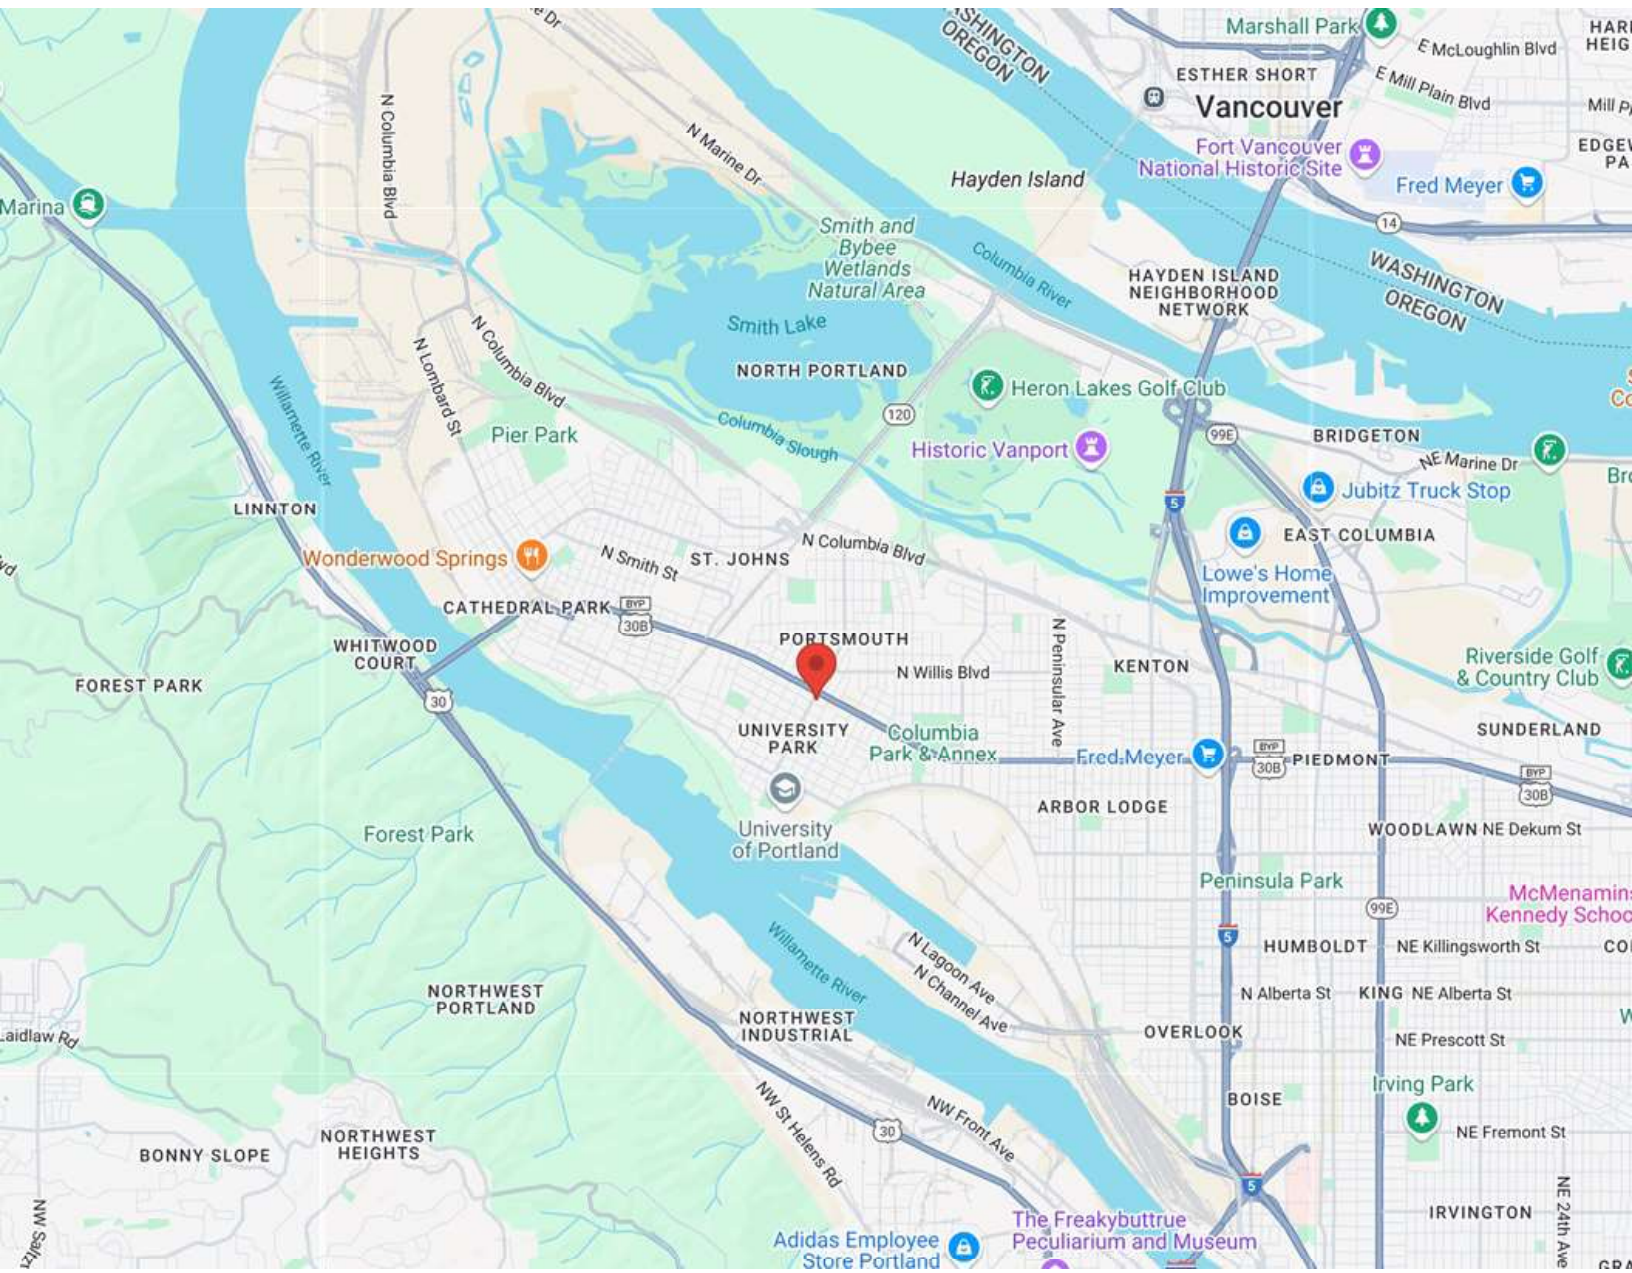 Marshall Park
E McLoughlin Blvd
WASHINGTON
OREGON
ESTHER SHORT
E Mill Plain Blvd
Vancouver
N Columbia Blvd
N Marine Dr
Fort Vancouver
National Historic Site
Hayden Island
Fred Meyer
Marina
14
Smith and
Bybee
Wetlands
Natural Area
Columbia River
HAYDEN ISLAND
NEIGHBORHOOD
NETWORK
WASHINGTON
OREGON
Smith Lake
N Columbia Blvd
N Lombard St
NORTH PORTLAND
Heron Lakes Golf Club
Willamette River
120
Pier Park
Columbia Slough
Historic Vanport
99E
BRIDGETON
NE Marine Dr
Jubitz Truck Stop
5
LINNTON
EAST COLUMBIA
Wonderwood Springs
N Smith St
ST. JOHNS
N Columbia Blvd
Lowe's Home
Improvement
CATHEDRAL PARK
BYP
30B
PORTSMOUTH
N Peninsular Ave
WHITWOOD
COURT
N Willis Blvd
KENTON
Riverside Golf
& Country Club
FOREST PARK
30
UNIVERSITY
PARK
Columbia
Park & Annex
SUNDERLAND
Fred Meyer
BYP
30B
PIEDMONT
BYP
30B
ARBOR LODGE
University
of Portland
Forest Park
WOODLAWN
NE Dekum St
Peninsula Park
McMenamins
Kennedy School
99E
5
HUMBOLDT
NE Killingsworth St
Willamette River
N Lagoon Ave
N Channel Ave
NORTHWEST
PORTLAND
N Alberta St
KING
NE Alberta St
NORTHWEST
INDUSTRIAL
OVERLOOK
Laidlaw Rd
NE Prescott St
Irving Park
NW St Helens Rd
NW Front Ave
BOISE
30
NE Fremont St
NORTHWEST
HEIGHTS
BONNY SLOPE
5
NE 24th Ave
IRVINGTON
The Freakybuttrue
Peculiarium and Museum
Adidas Employee
Store Portland